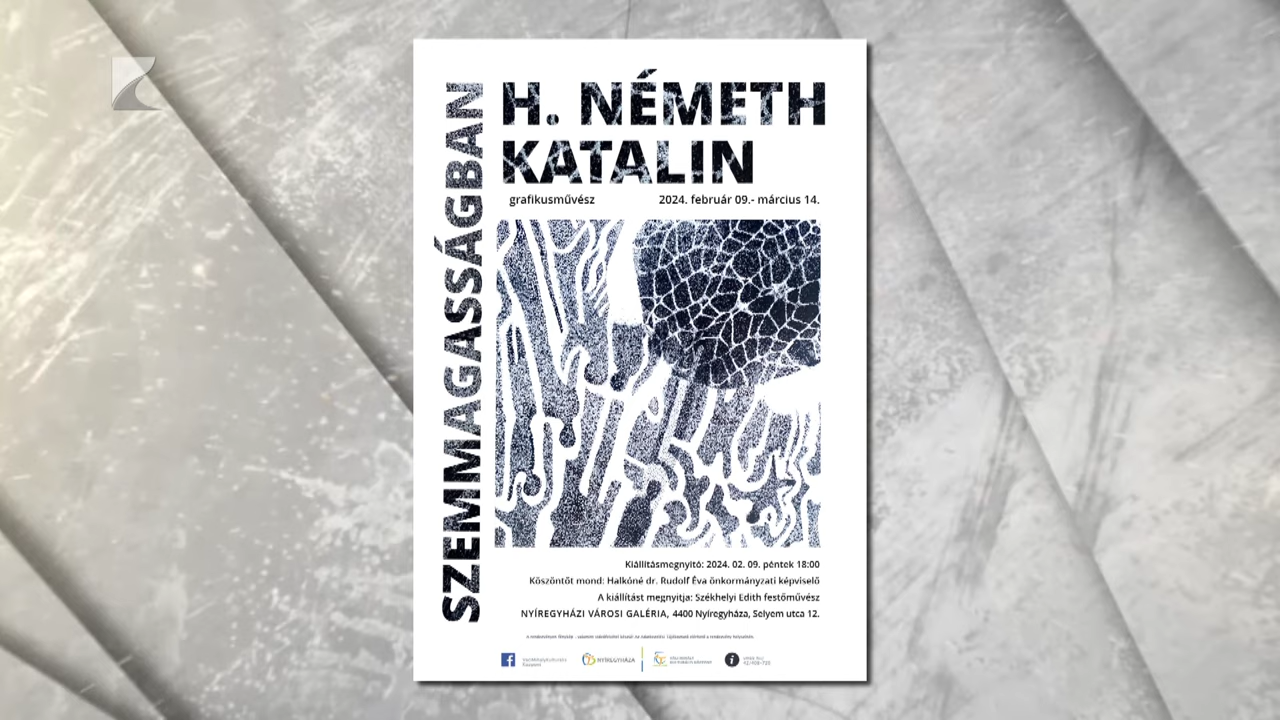 SZEMMAGASSÁGBAN
H. NÉMETH
KATALIN
grafikusművész
2024. február 09.- március 14.
Kiállításmegnyitó: 2024. 02. 09. péntek 18:00
Köszöntőt mond: Halkóné dr. Rudolf Éva önkormányzati képviselő
A kiállítást megnyitja: Székhelyi Edith festőművész
NYÍREGYHÁZI VÁROSI GALÉRIA, 4400 Nyíregyháza, Selyem utca 12.
NYÍREGYHÁZA